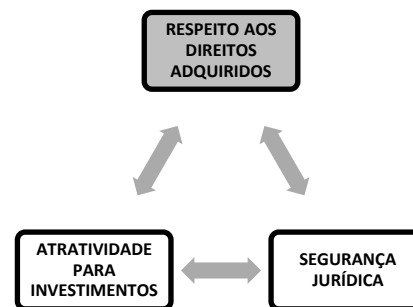 RESPEITO AOS
DIREITOS
ADQUIRIDOS
ATRATIVIDADE
PARA
INVESTIMENTOS
SEGURANÇA
JURÍDICA